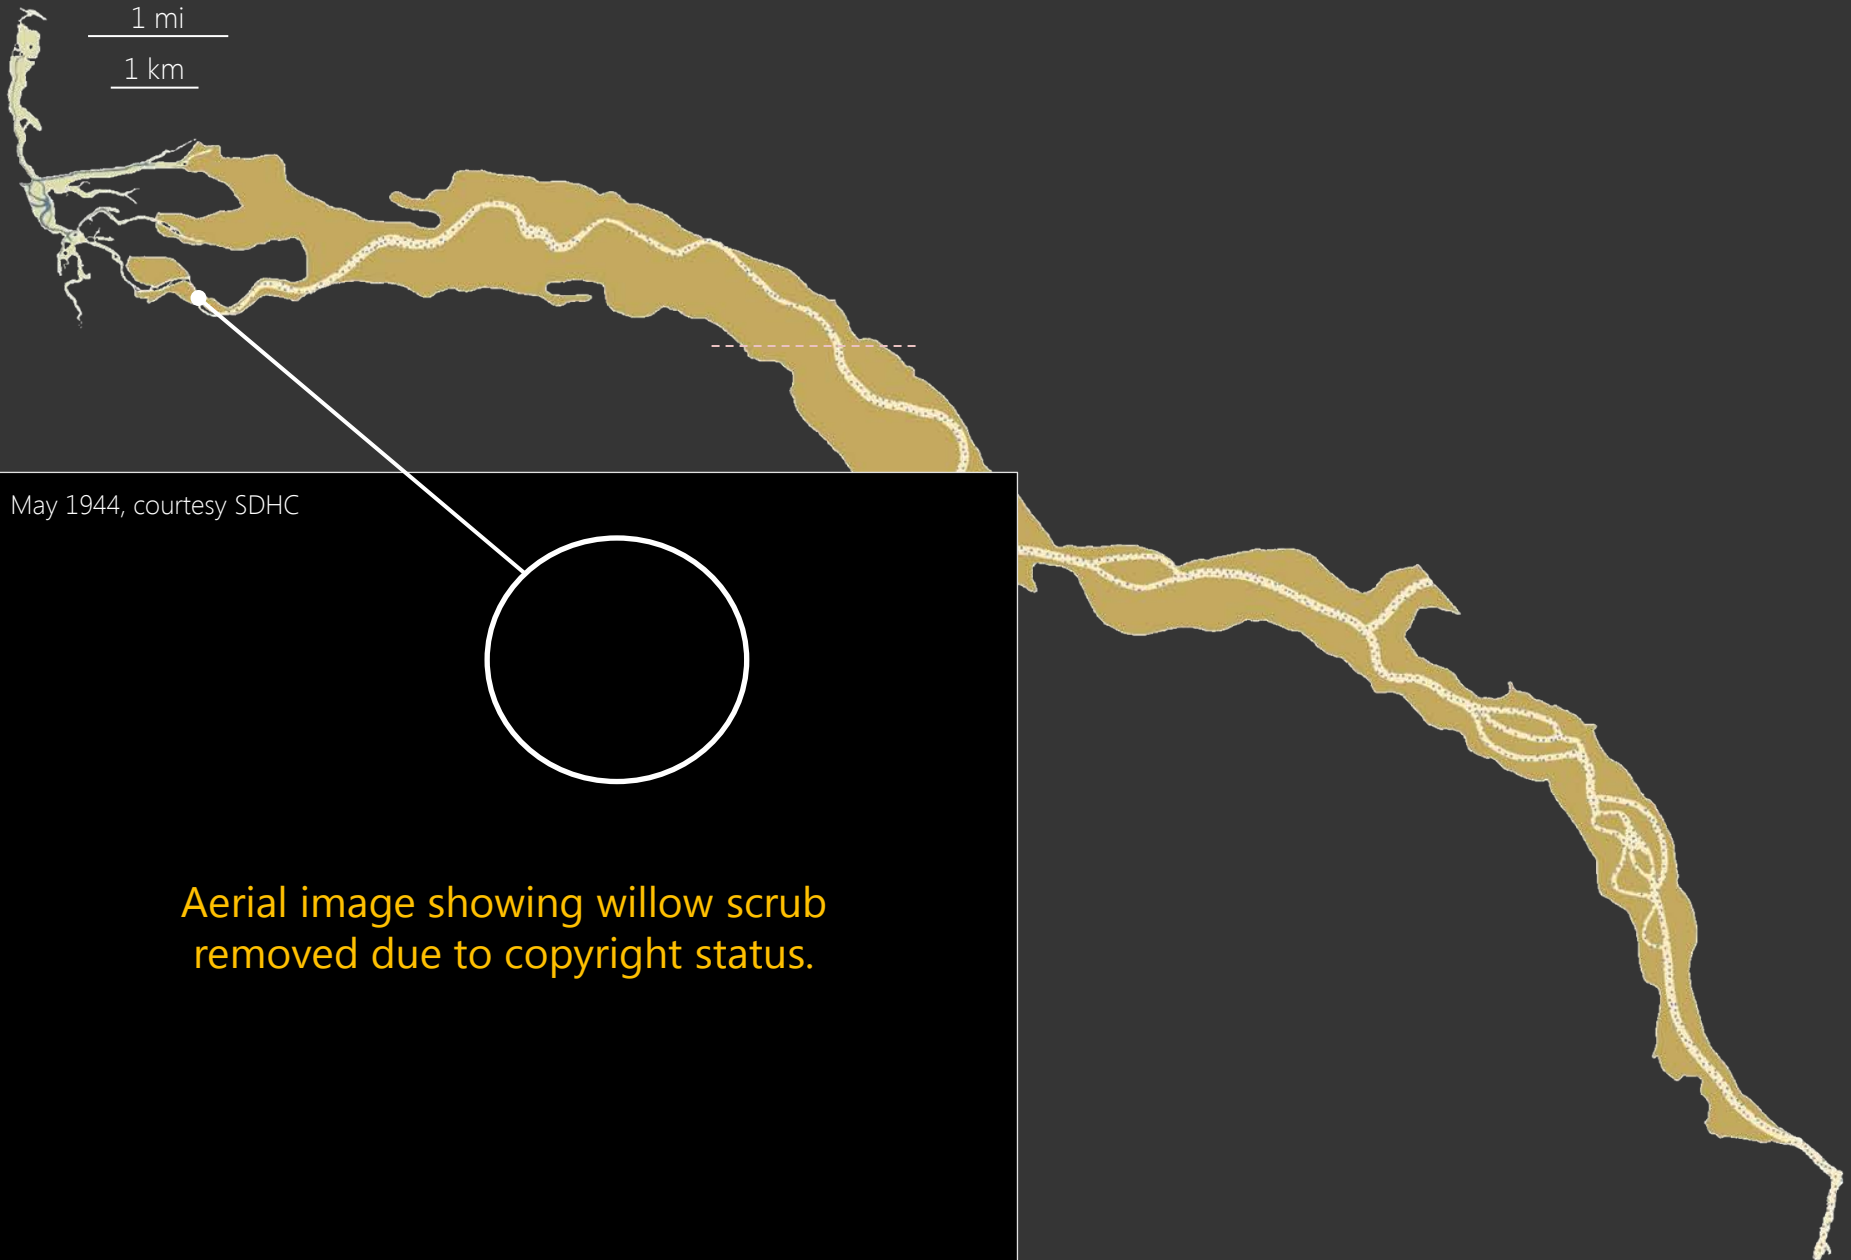 1 mi
1 km
May 1944, courtesy SDHC
Aerial image showing willow scrub
removed due to copyright status.